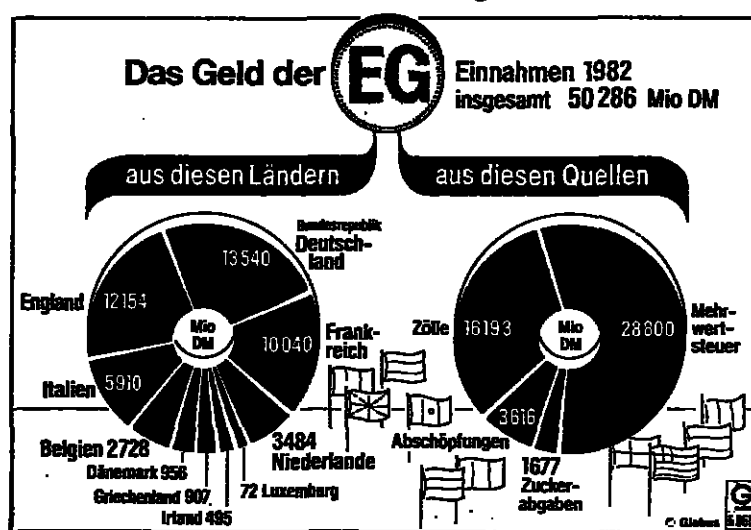 Das Geld der EG
Einnahmen 1982
insgesamt 50 286 Mio DM
aus diesen Ländern
aus diesen Quellen
Bundesrepublik
Deutsch-
land
13 540
England 12 154
Mio
DM
Frank-
reich
10 040
Italien 5910
Belgien 2728
Dänemark 956
Griechenland 907
Irland 495
72 Luxemburg
3484
Niederlande
Zölle 16 193
Mio
DM
28 800
Mehr-
wert-
steuer
3 616
Abschöpfungen
1677
Zucker-
abgaben
© Globus